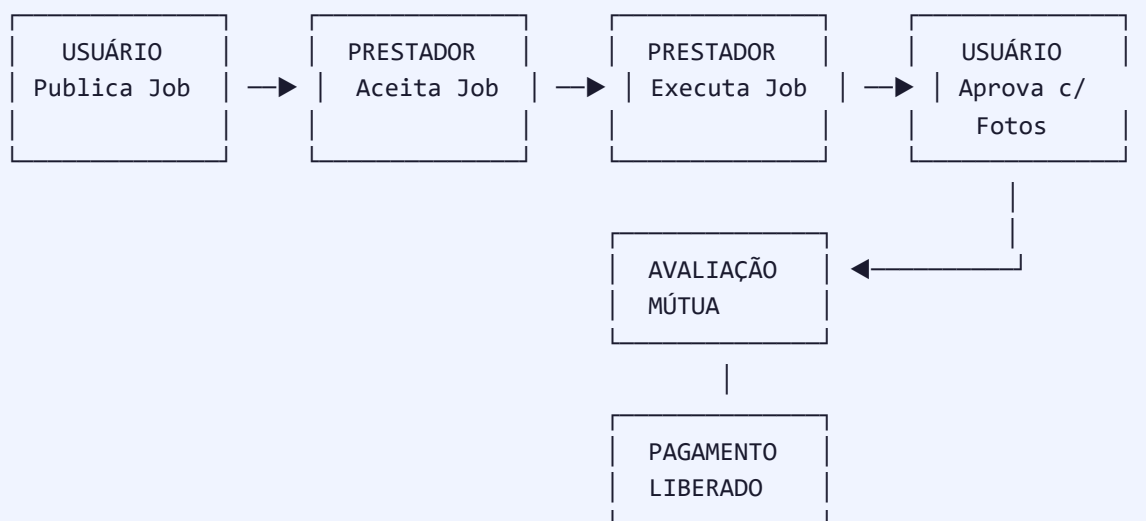 USUÁRIO
Publica Job
PRESTADOR
Aceita Job
PRESTADOR
Executa Job
USUÁRIO
Aprova c/
Fotos
AVALIAÇÃO
MÚTUA
PAGAMENTO
LIBERADO